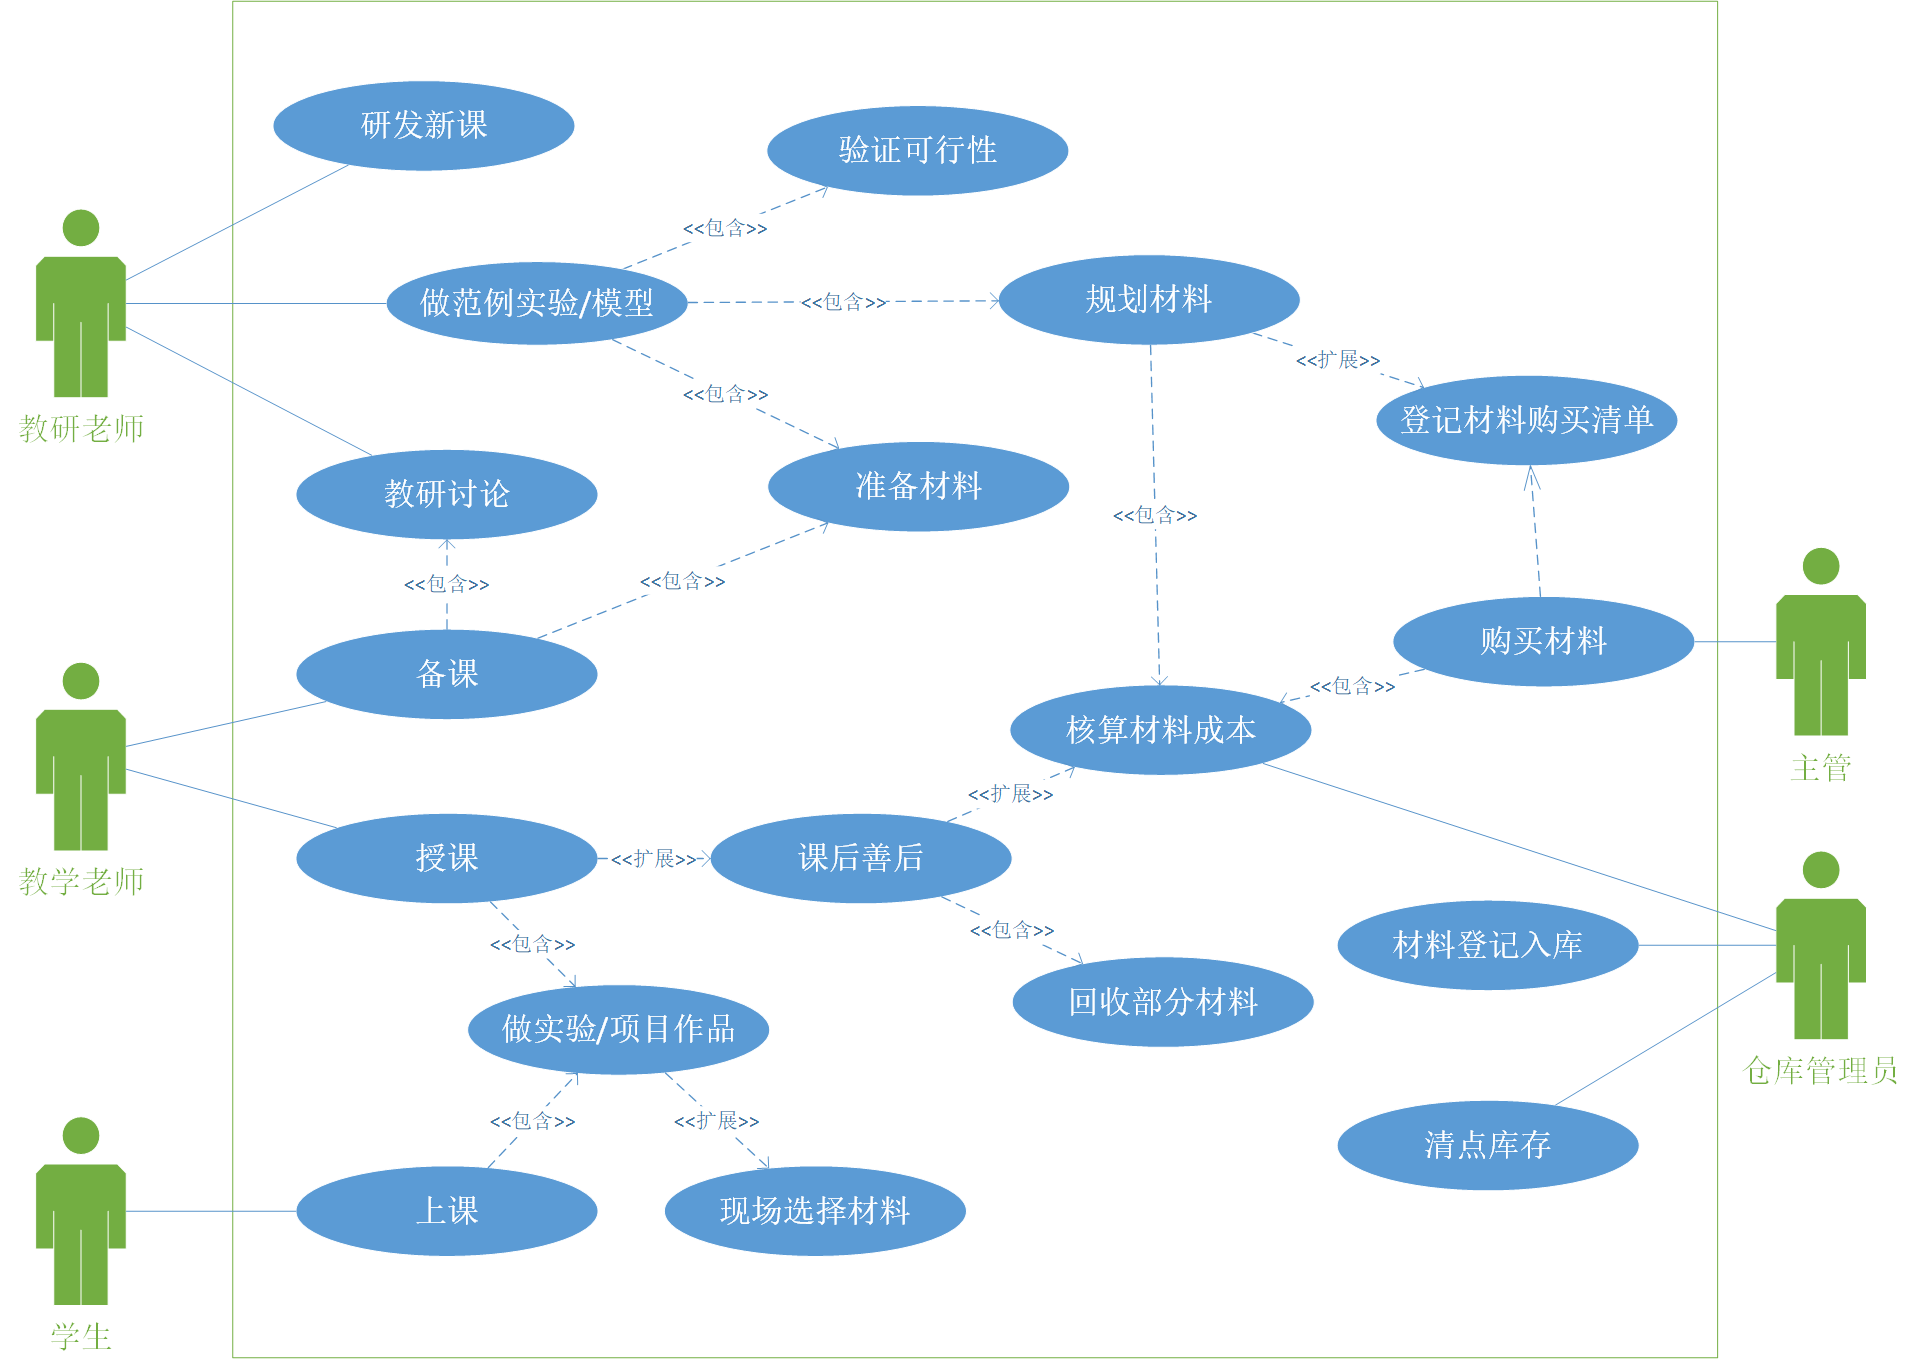 研发新课
验证可行性
<<包含>>
做范例实验/模型
<<包含>>
规划材料
<<扩展>>
<<包含>>
登记材料购买清单
教研老师
教研讨论
准备材料
<<包含>>
<<包含>>
<<包含>>
备课
购买材料
<<包含>>
核算材料成本
主管
<<扩展>>
授课
<<扩展>>
课后善后
教学老师
<<包含>>
<<包含>>
材料登记入库
回收部分材料
做实验/项目作品
仓库管理员
<<包含>>
<<扩展>>
清点库存
上课
现场选择材料
学生